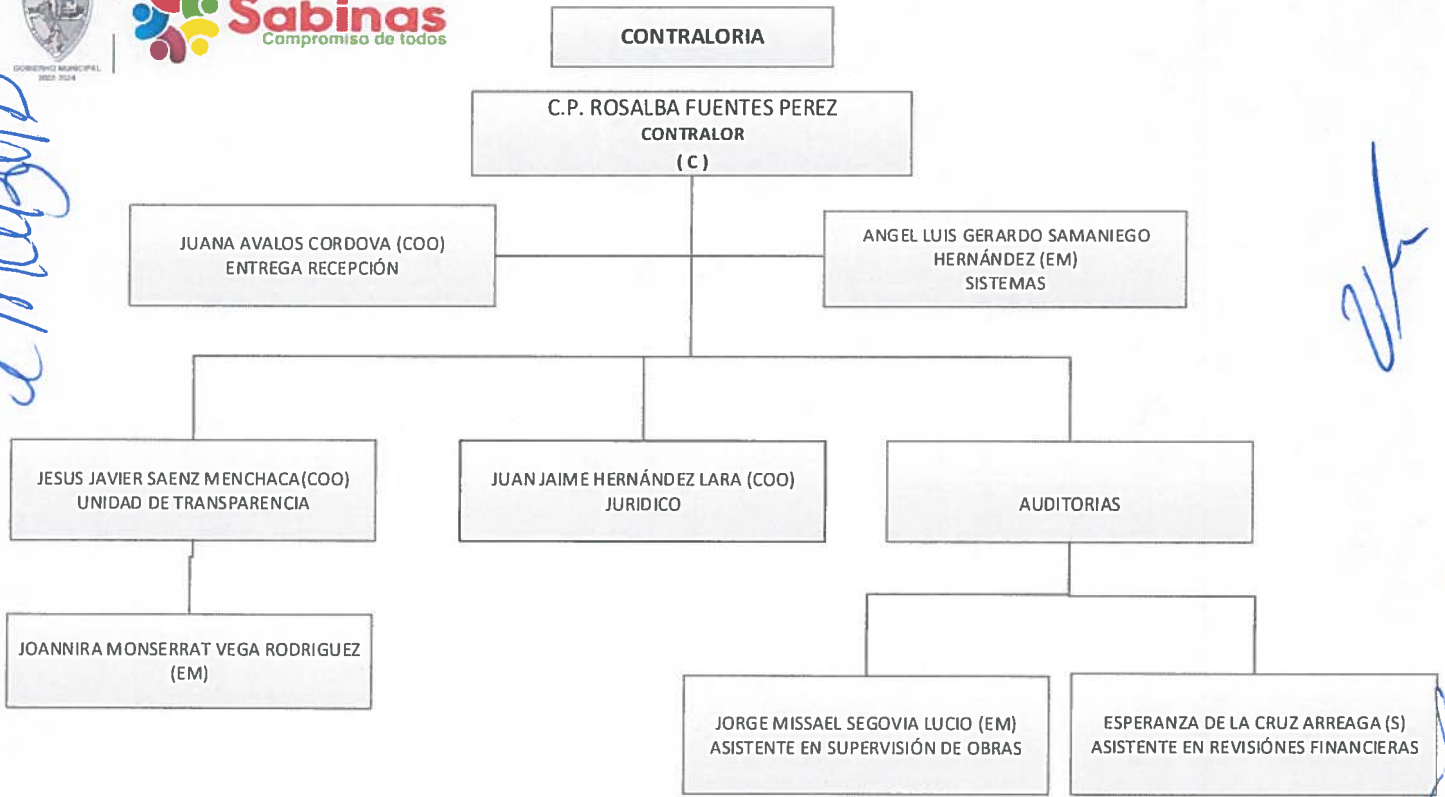 Sabinas
Compromiso de todos
GOBIERNO MUNICIPAL
CONTRALORIA
C.P. ROSALBA FUENTES PEREZ
CONTRALOR
( C )
JUANA AVALOS CORDOVA (COO)
ENTREGA RECEPCIÓN
ANGEL LUIS GERARDO SAMANIEGO
HERNÁNDEZ (EM)
SISTEMAS
JESUS JAVIER SAENZ MENCHACA(COO)
UNIDAD DE TRANSPARENCIA
JUAN JAIME HERNÁNDEZ LARA (COO)
JURIDICO
AUDITORIAS
JOANNIRA MONSERRAT VEGA RODRIGUEZ
(EM)
JORGE MISSAEL SEGOVIA LUCIO (EM)
ASISTENTE EN SUPERVISIÓN DE OBRAS
ESPERANZA DE LA CRUZ ARREAGA (S)
ASISTENTE EN REVISIÓNES FINANCIERAS